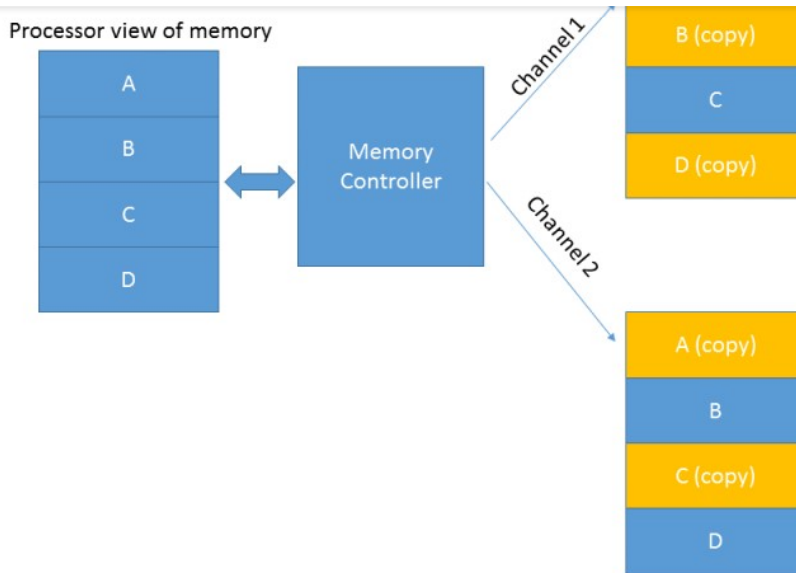 Processor view of memory
A
B
C
D
Memory
Controller
Channel 1
Channel 2
B (copy)
C
D (copy)
A (copy)
B
C (copy)
D